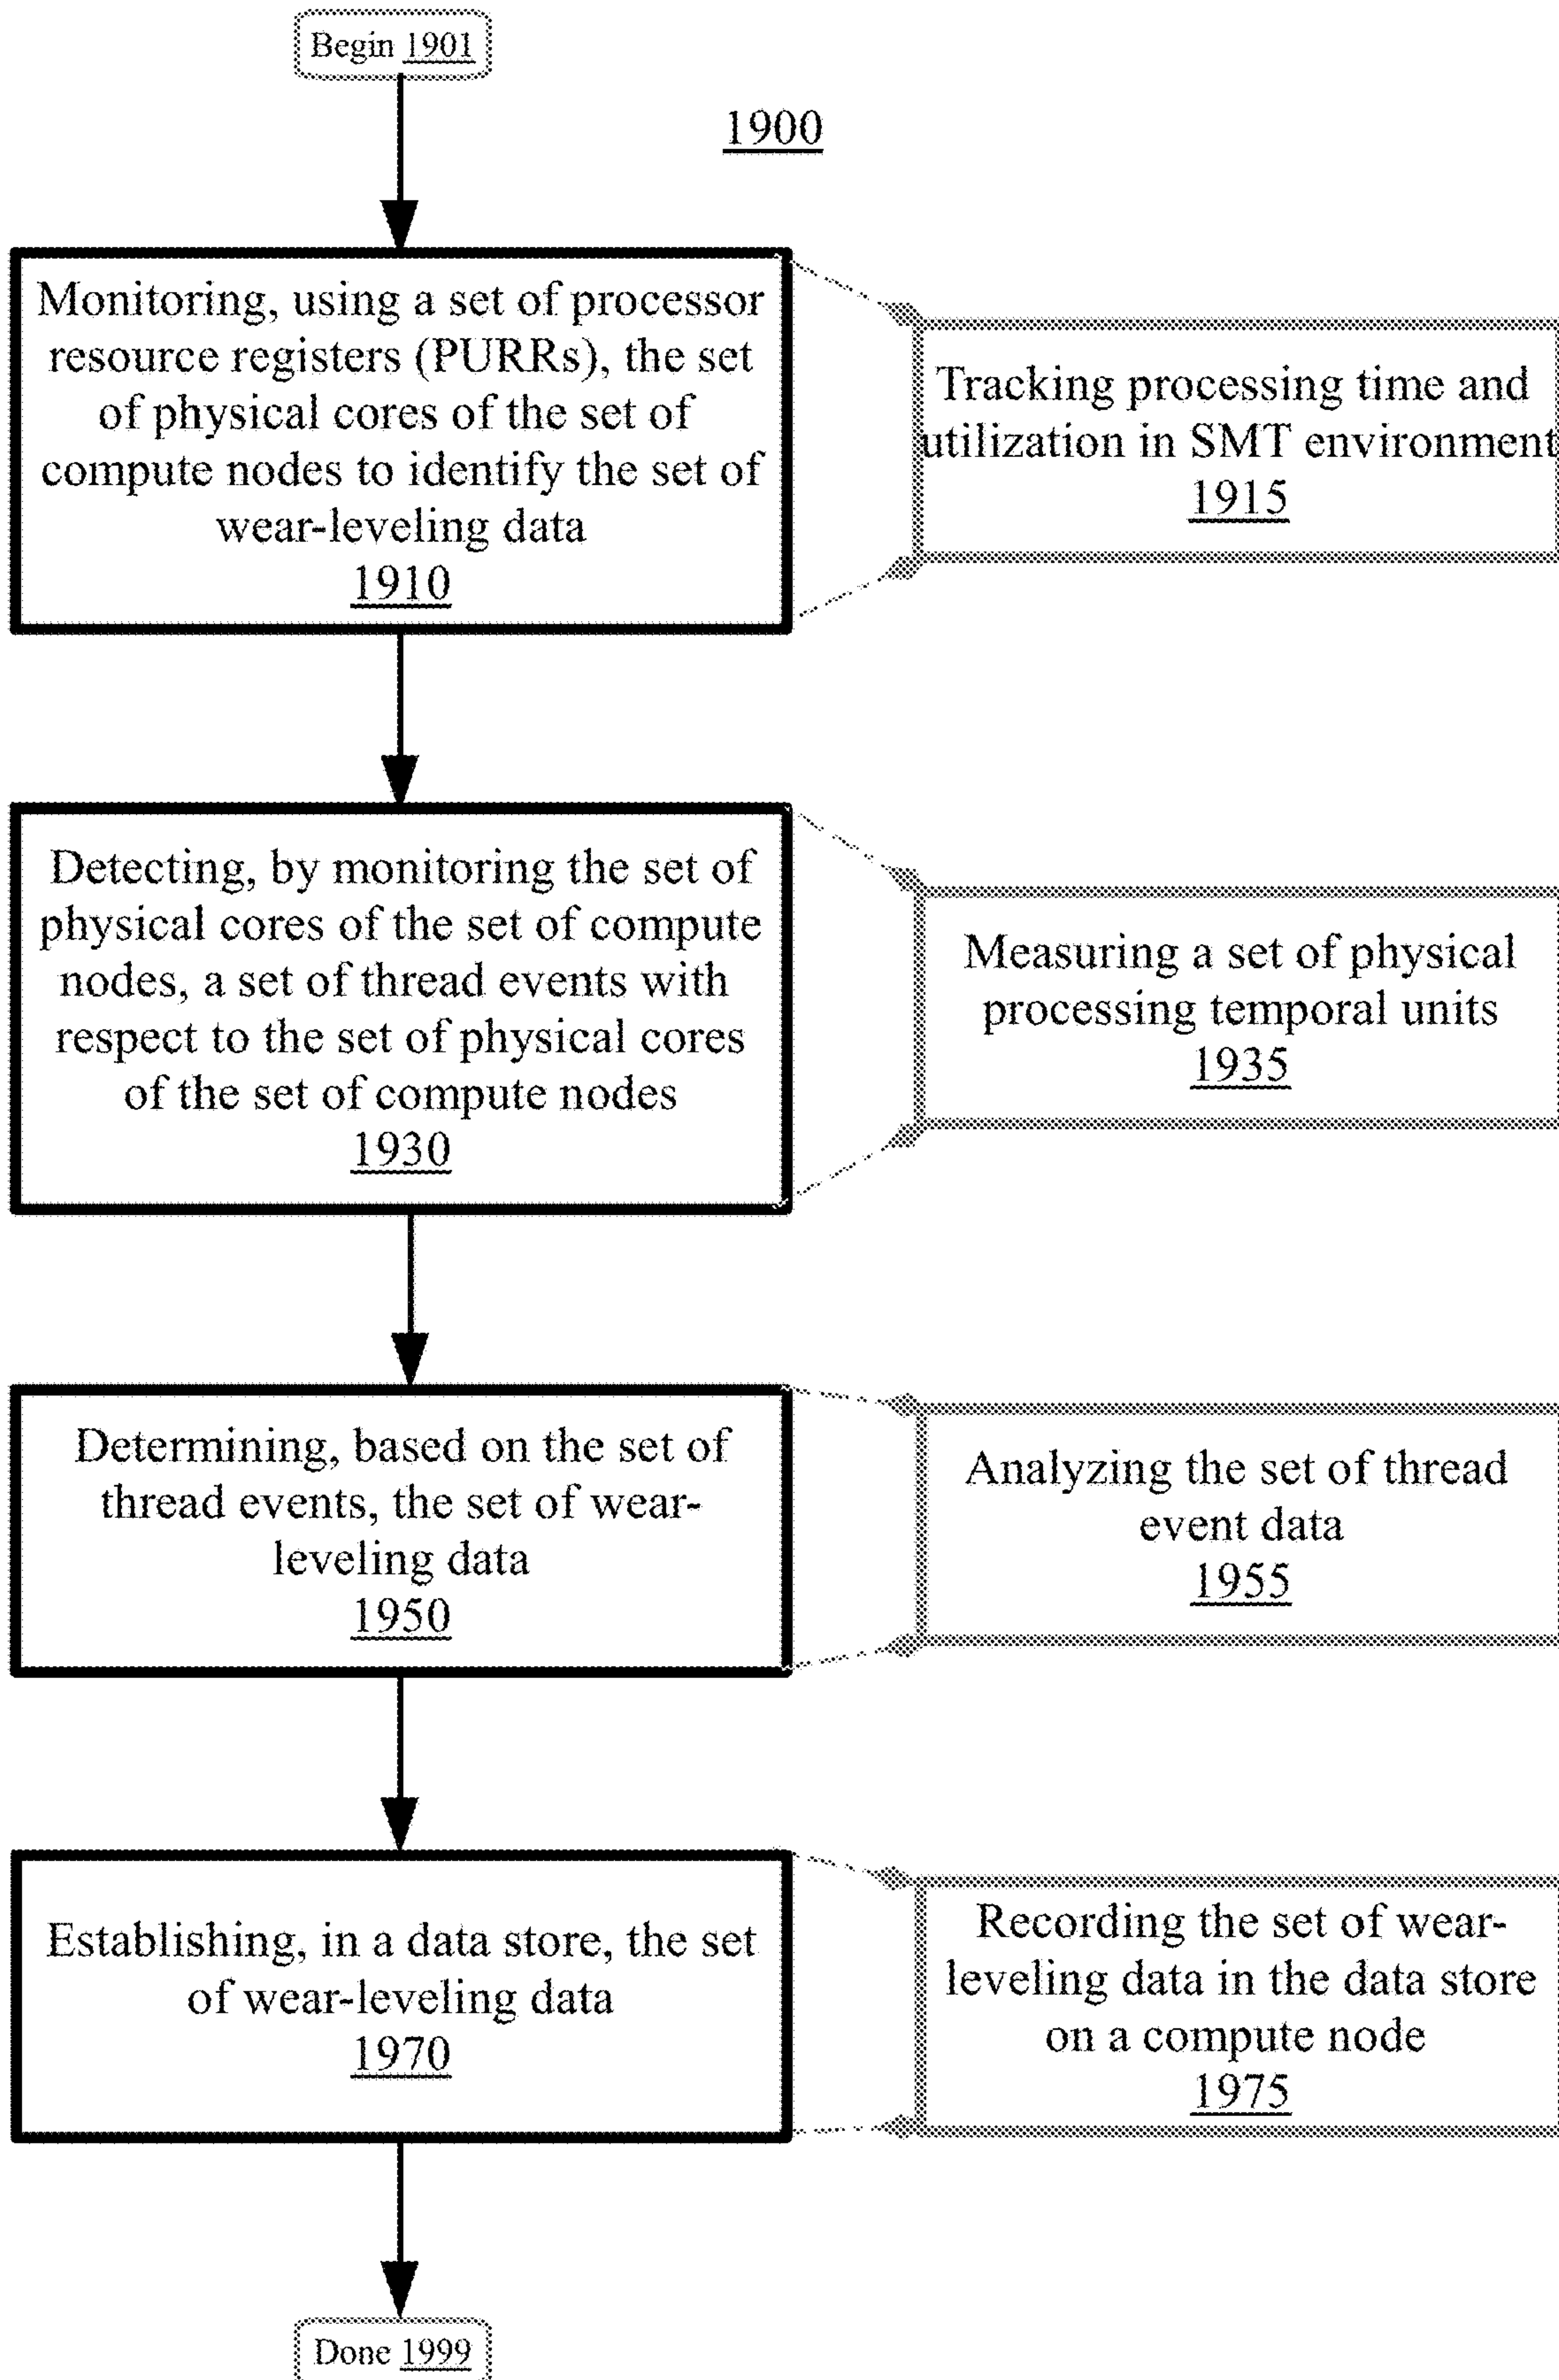 Begin 1901
1900
Monitoring, using a set of processor
resource registers (PURRs), the set
of physical cores of the set of
compute nodes to identify the set of
wear-leveling data
1910
Tracking processing time and
utilization in SMT environment
1915
Detecting, by monitoring the set of
physical cores of the set of compute
nodes, a set of thread events with
respect to the set of physical cores
of the set of compute nodes
1930
Measuring a set of physical
processing temporal units
1935
Determining, based on the set of
thread events, the set of wear-
leveling data
1950
Analyzing the set of thread
event data
1955
Establishing, in a data store, the set
of wear-leveling data
1970
Recording the set of wear-
leveling data in the data store
on a compute node
1975
Done 1999